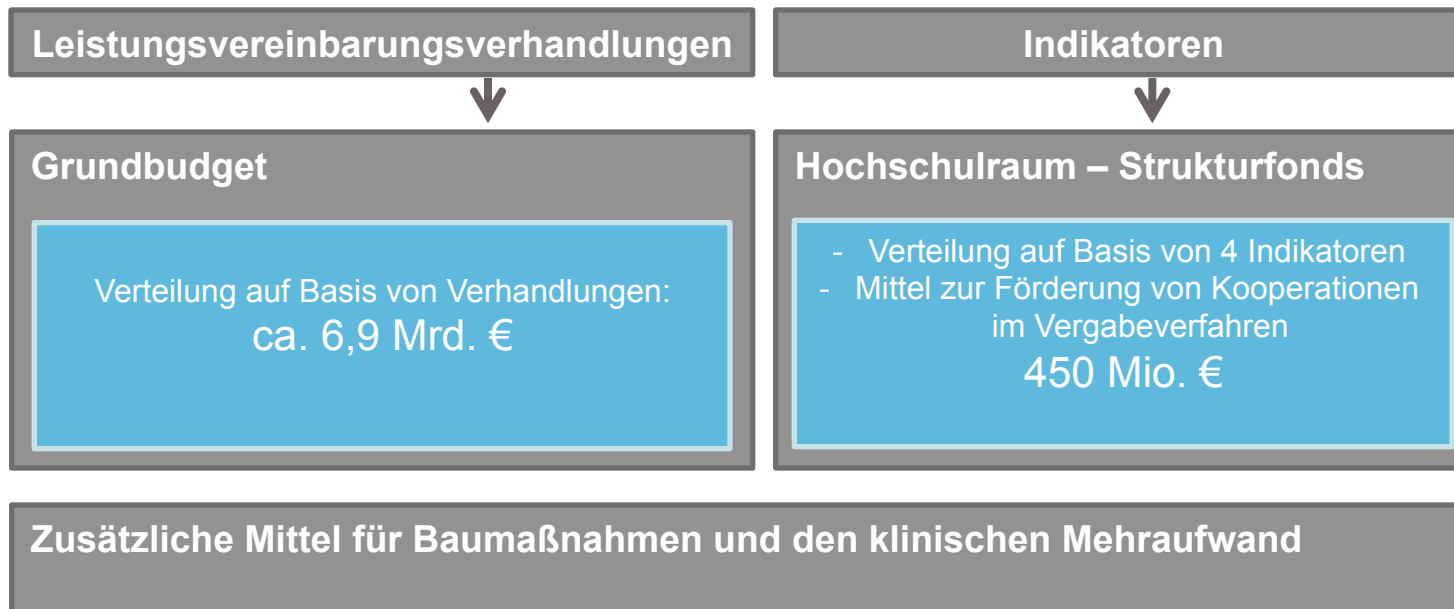 Leistungsvereinbarungsverhandlungen
Indikatoren
Grundbudget
Verteilung auf Basis von Verhandlungen:
ca. 6,9 Mrd. €
Hochschulraum – Strukturfonds
- Verteilung auf Basis von 4 Indikatoren
- Mittel zur Förderung von Kooperationen
im Vergabeverfahren
450 Mio. €
Zusätzliche Mittel für Baumaßnahmen und den klinischen Mehraufwand